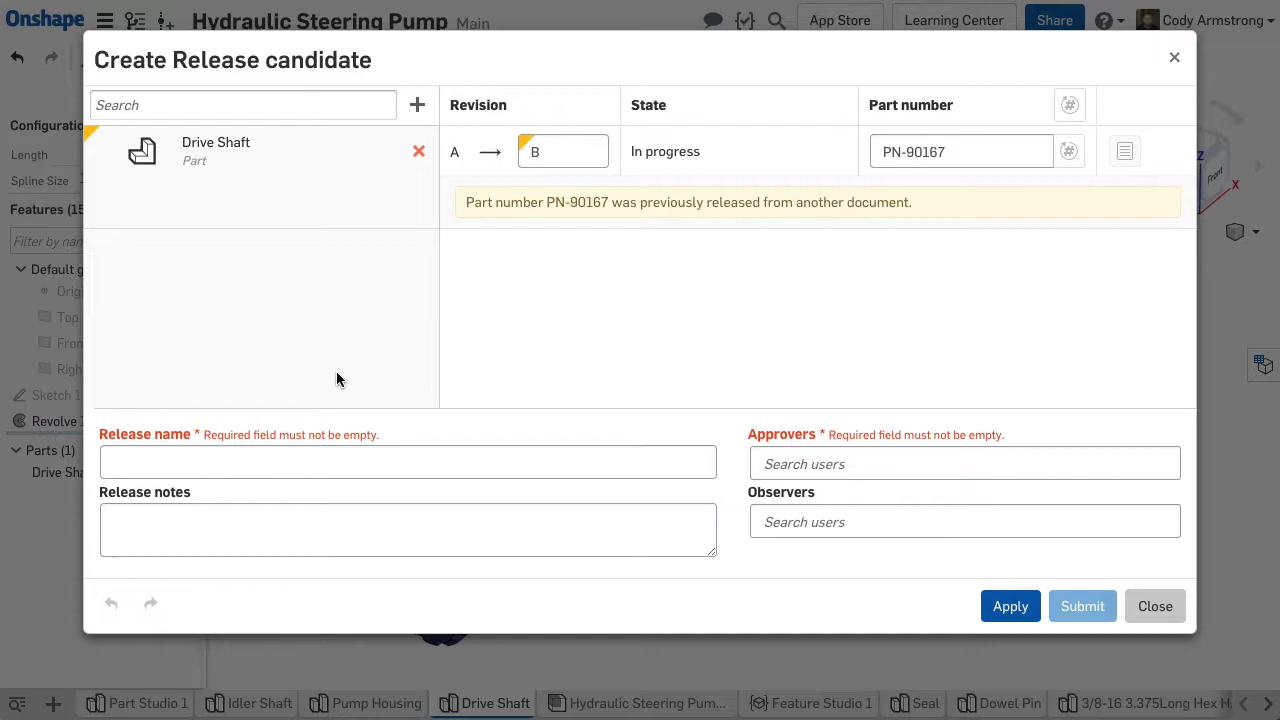 Onshape
Hydraulic Steering Pump Main
App Store
Learning Center
Share
Cody Armstrong
Create Release candidate
×
Search
Revision
State
Part number
Drive Shaft
Part
A
B
In progress
PN-90167
Part number PN-90167 was previously released from another document.
Configuratio
Length
Spline Size
Features (15
Filter by nam
Default g
Origi
Top
Fron
Righ
Sketch 1
Revolve 1
Parts (1)
Drive Sha
Z
Front
X
Release name * Required field must not be empty.
Approvers * Required field must not be empty.
Search users
Release notes
Observers
Search users
Apply
Submit
Close
Part Studio 1
Idler Shaft
Pump Housing
Drive Shaft
Hydraulic Steering Pum...
Feature Studio 1
Seal
Dowel Pin
3/8-16 3.375Long Hex H